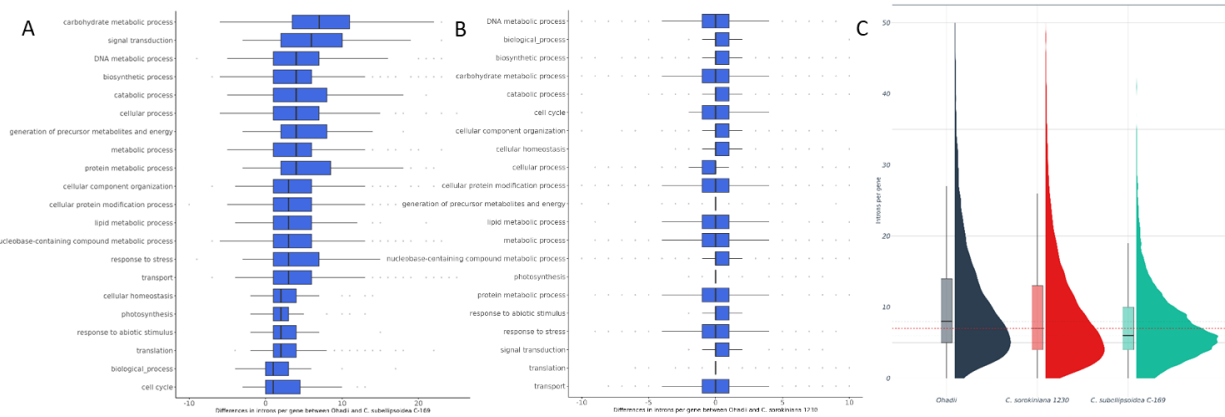 A
carbohydrate metabolic process
signal transduction
DNA metabolic process
biosynthetic process
catabolic process
cellular process
generation of precursor metabolites and energy
metabolic process
protein metabolic process
cellular component organization
cellular protein modification process
lipid metabolic process
ucleobase-containing compound metabolic process
response to stress
transport
cellular homeostasis
photosynthesis
response to abiotic stimulus
translation
biological_process
cell cycle
-10 0 10 20
Differences in introns per gene between Ohadii and C. subellipsoidea C-169
B
DNA metabolic process
biological_process
biosynthetic process
carbohydrate metabolic process
catabolic process
cell cycle
cellular component organization
cellular homeostasis
cellular process
cellular protein modification process
generation of precursor metabolites and energy
lipid metabolic process
metabolic process
nucleobase-containing compound metabolic process
photosynthesis
protein metabolic process
response to abiotic stimulus
response to stress
signal transduction
translation
transport
-10 -5 0 5 10
Differences in introns per gene between Ohadii and C. sorokiniana 1230
C
Introns per gene
50
40
30
20
10
0
Ohadii C. sorokiniana 1230 C. subellipsoidea C-169